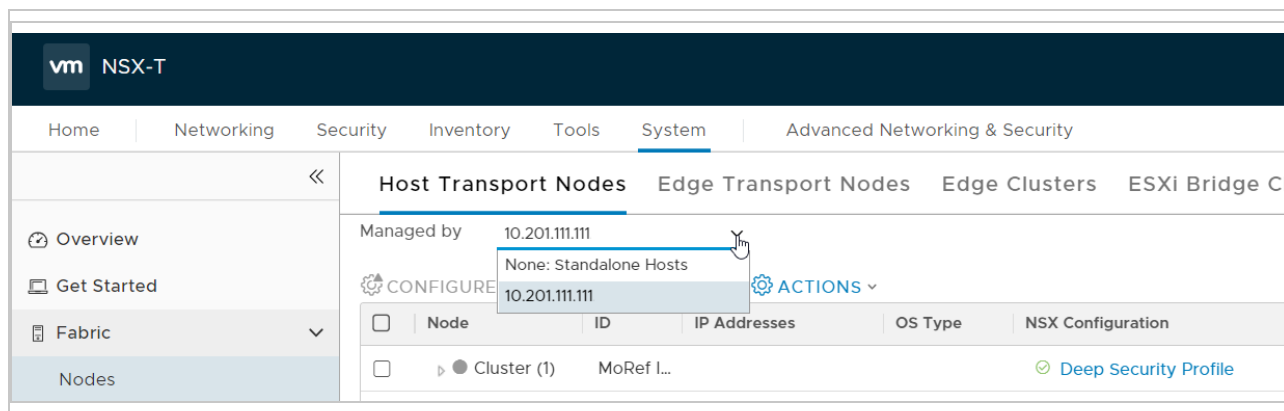 vm NSX-T
Home Networking Security Inventory Tools System Advanced Networking & Security
Host Transport Nodes Edge Transport Nodes Edge Clusters ESXi Bridge C
Managed by 10.201.111.111
None: Standalone Hosts
10.201.111.111
CONFIGURE ACTIONS
Node ID IP Addresses OS Type NSX Configuration
Cluster (1) MoRef I... Deep Security Profile
Overview
Get Started
Fabric
Nodes